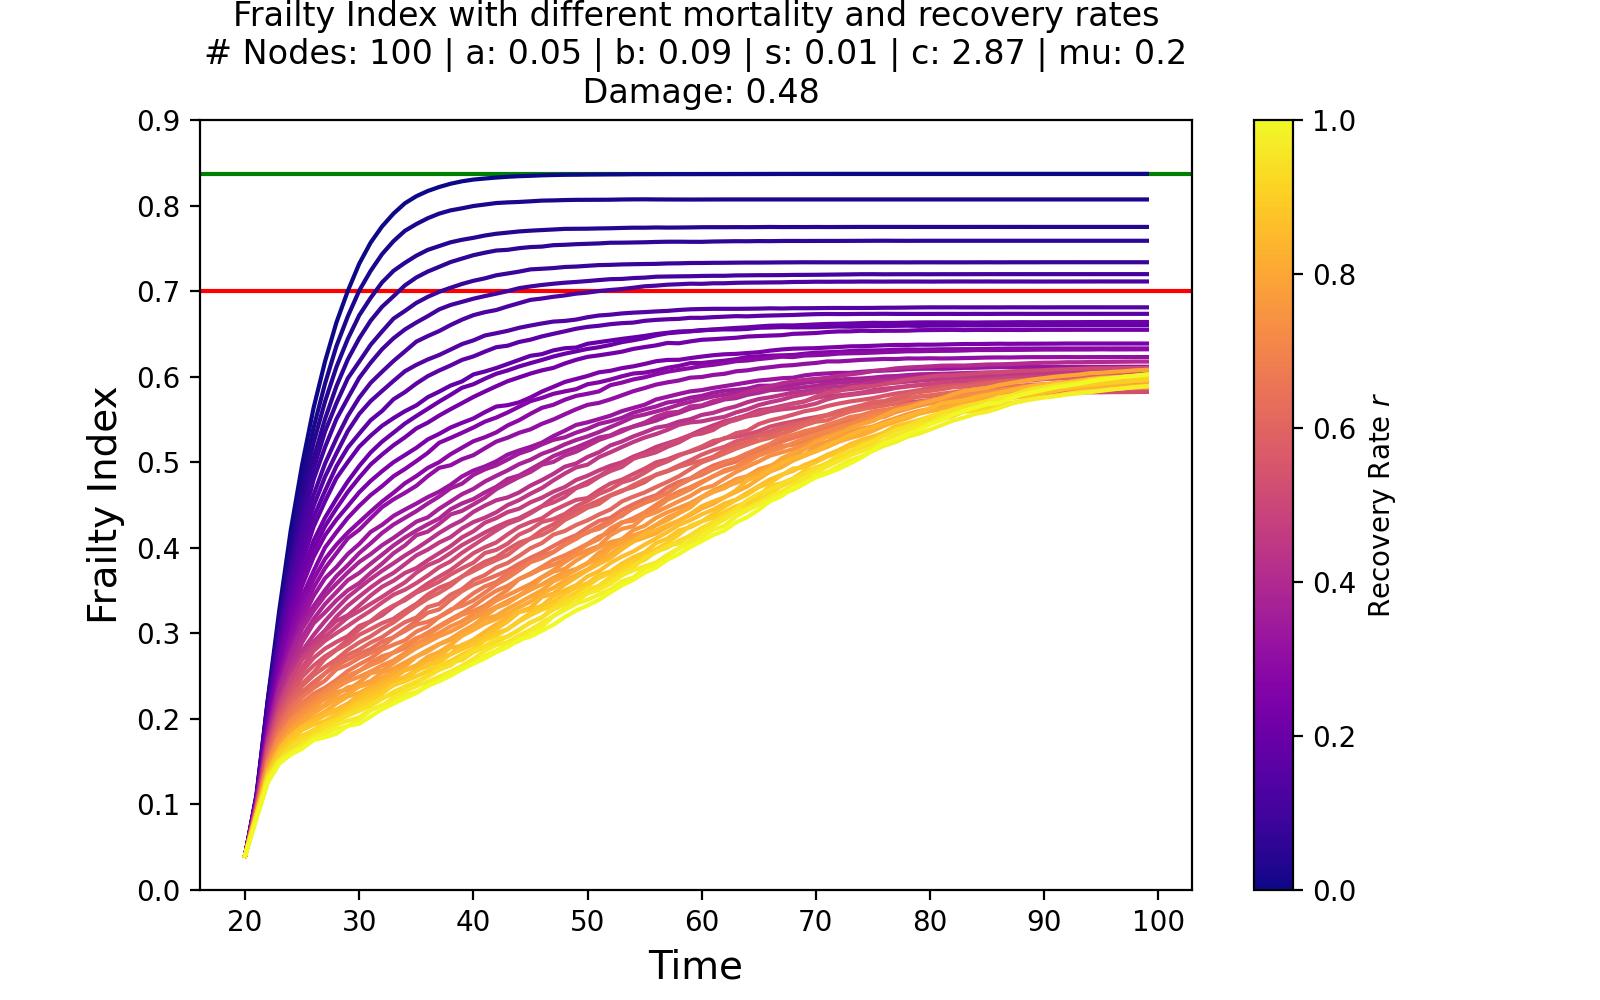 Frailty Index with different mortality and recovery rates
# Nodes: 100 | a: 0.05 | b: 0.09 | s: 0.01 | c: 2.87 | mu: 0.2
Damage: 0.48
0.9
0.8
0.7
0.6
0.5
0.4
0.3
0.2
0.1
0.0
Frailty Index
20 30 40 50 60 70 80 90 100
Time
1.0
0.8
0.6
0.4
0.2
0.0
Recovery Rate r